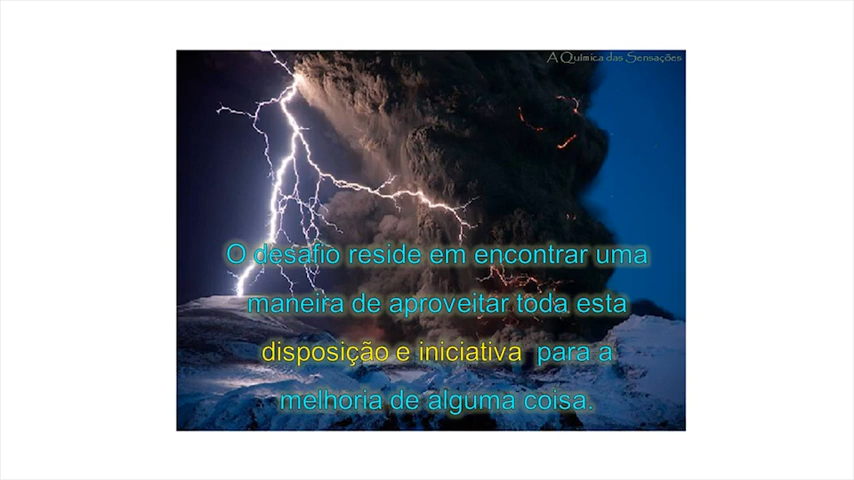 A Química das Sensações
O desafio reside em encontrar uma
maneira de aproveitar toda esta
disposição e iniciativa para a
melhoria de alguma coisa.